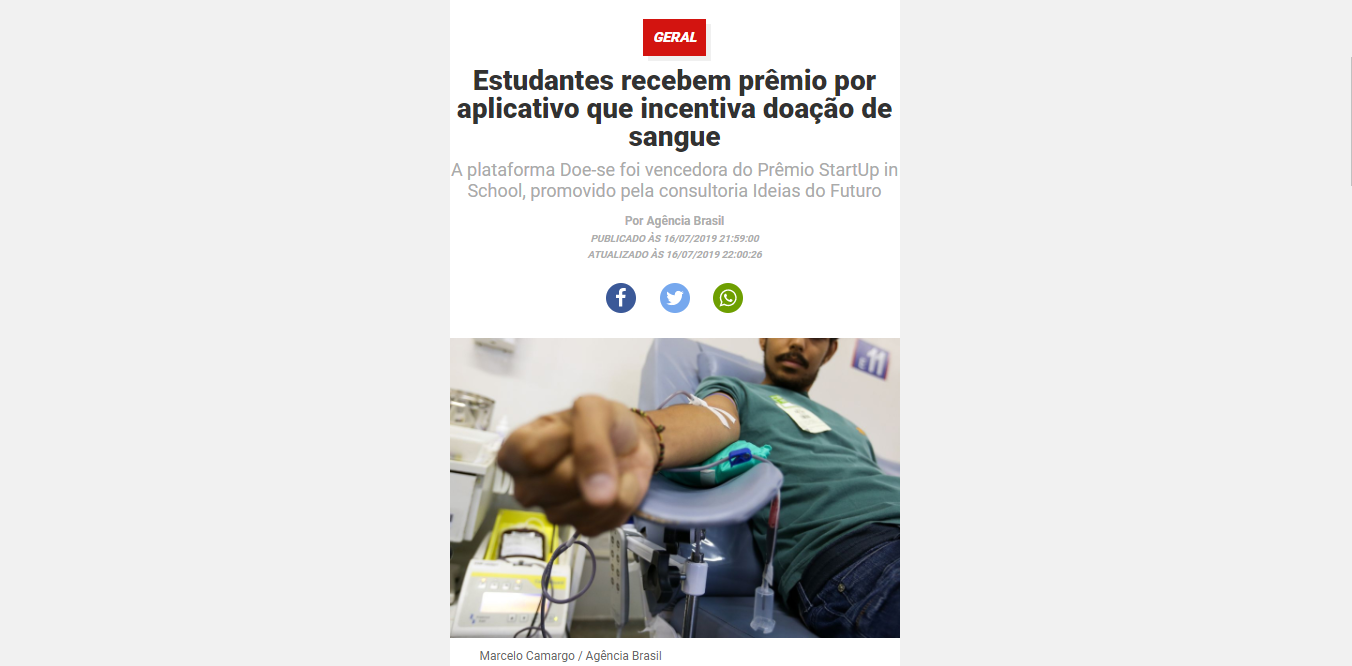 GERAL
Estudantes recebem prêmio por
aplicativo que incentiva doação de
sangue
A plataforma Doe-se foi vencedora do Prêmio StartUp in
School, promovido pela consultoria Ideias do Futuro
Por Agência Brasil
PUBLICADO ÀS 16/07/2019 21:59:00
ATUALIZADO ÀS 16/07/2019 22:00:26
11
Marcelo Camargo / Agência Brasil